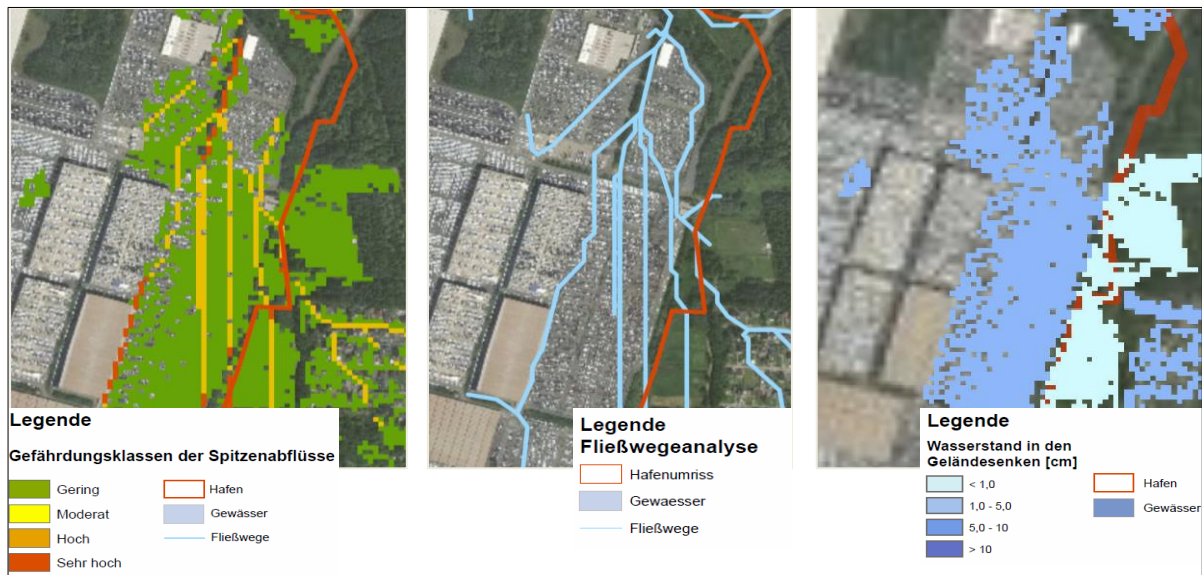 Legende
Gefährdungsklassen der Spitzenabflüsse
Gering
Moderat
Hoch
Sehr hoch
Hafen
Gewässer
Fließwege
Legende
Fließwegeanalyse
Hafenumriss
Gewaesser
Fließwege
Legende
Wasserstand in den
Geländesenken [cm]
< 1,0
1,0 - 5,0
5,0 - 10
> 10
Hafen
Gewässer